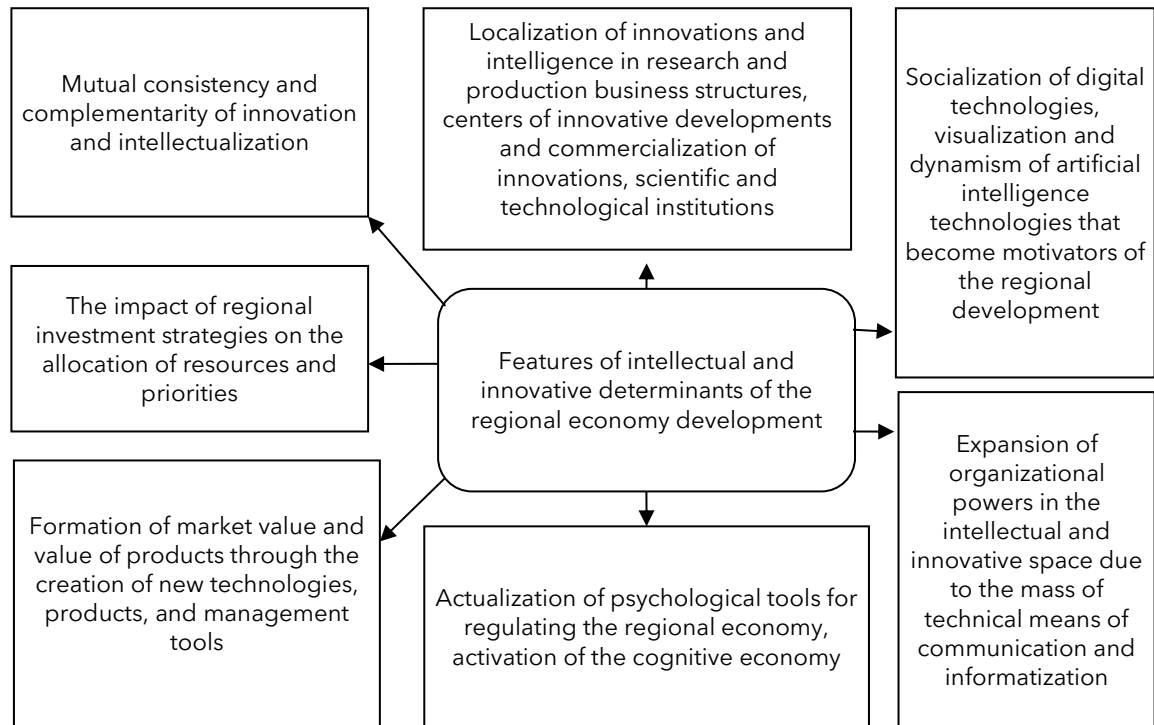 Mutual consistency and
complementarity of innovation
and intellectualization
Localization of innovations and
intelligence in research and
production business structures,
centers of innovative developments
and commercialization of
innovations, scientific and
technological institutions
Socialization of digital
technologies,
visualization and
dynamism of artificial
intelligence
technologies that
become motivators of
the regional
development
The impact of regional
investment strategies on the
allocation of resources and
priorities
Features of intellectual and
innovative determinants of the
regional economy development
Expansion of
organizational
powers in the
intellectual and
innovative space due
to the mass of
technical means of
communication and
informatization
Formation of market value and
value of products through the
creation of new technologies,
products, and management
tools
Actualization of psychological tools for
regulating the regional economy,
activation of the cognitive economy